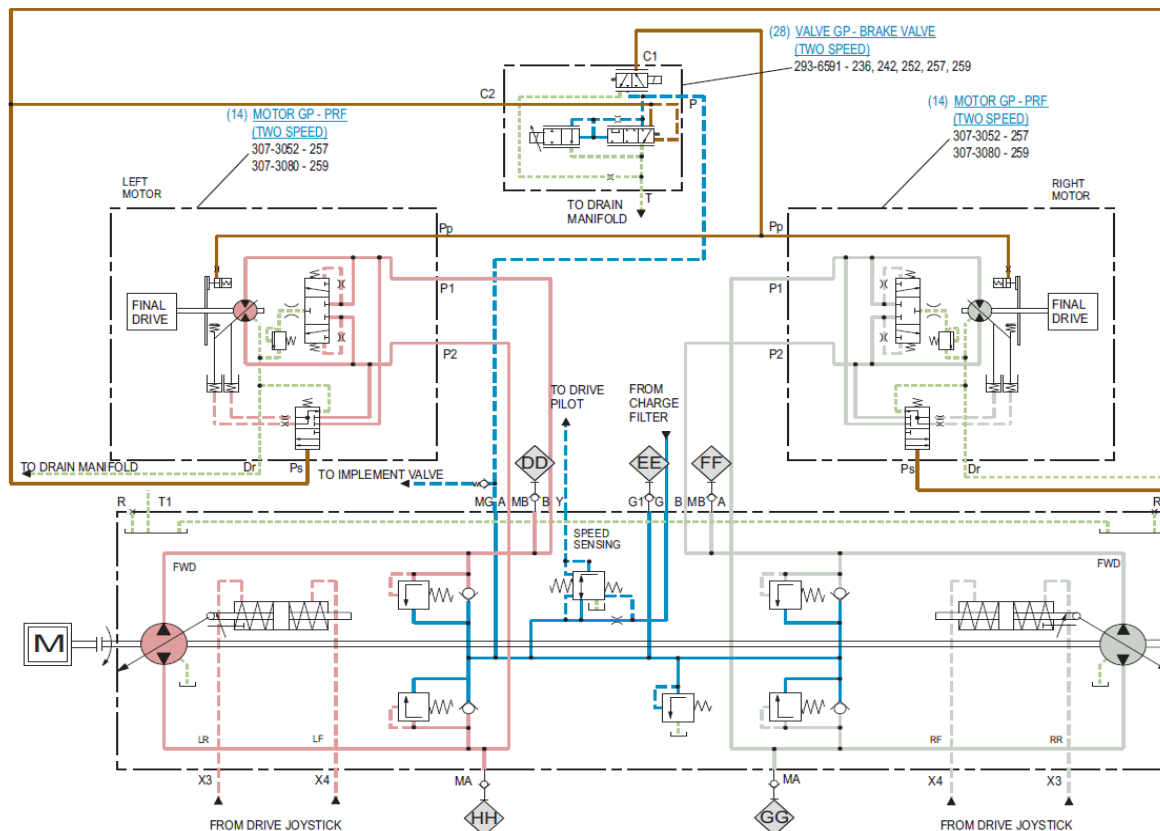 (28) VALVE GP - BRAKE VALVE
(TWO SPEED)
293-6591 - 236, 242, 252, 257, 259
C1
C2
P
T
TO DRAIN
MANIFOLD
(14) MOTOR GP - PRF
(TWO SPEED)
307-3052 - 257
307-3080 - 259
(14) MOTOR GP - PRF
(TWO SPEED)
307-3052 - 257
307-3080 - 259
LEFT
MOTOR
RIGHT
MOTOR
Pp
Pp
P1
P1
FINAL
DRIVE
FINAL
DRIVE
P2
P2
TO DRIVE
PILOT
FROM
CHARGE
FILTER
TO DRAIN MANIFOLD
Dr
Ps
TO IMPLEMENT VALVE
DD
EE
FF
Ps
Dr
R
T1
MG
A
MB
B
Y
G1
G
B
MB
A
R
SPEED
SENSING
FWD
FWD
M
LR
LF
RF
RR
X3
X4
MA
MA
X4
X3
HH
GG
FROM DRIVE JOYSTICK
FROM DRIVE JOYSTICK